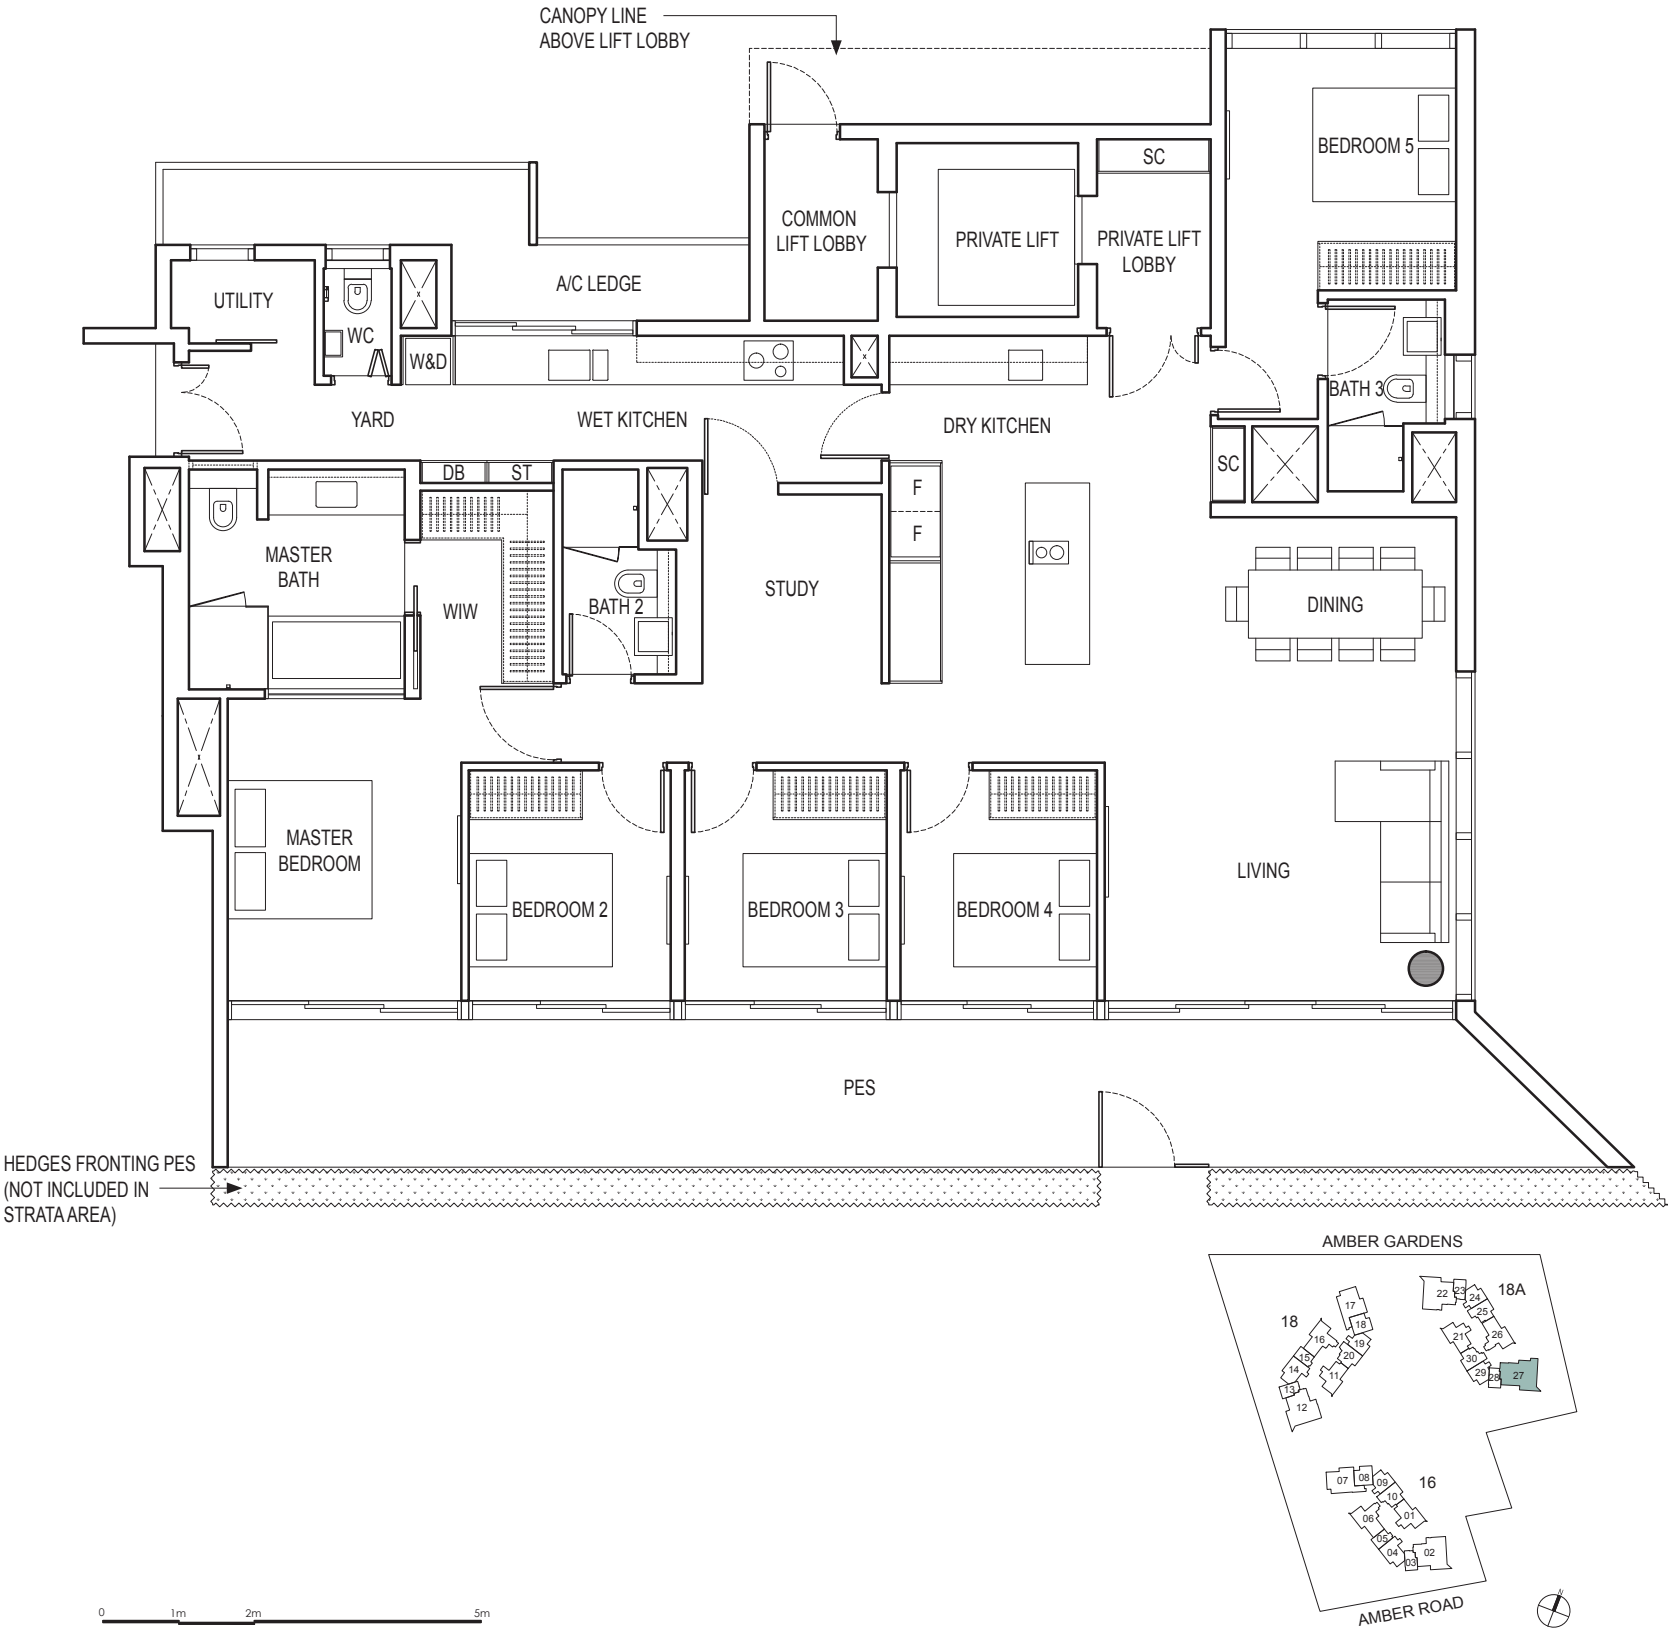 CANOPY LINE
ABOVE LIFT LOBBY
BEDROOM 5
SC
COMMON
LIFT LOBBY
PRIVATE LIFT
PRIVATE LIFT
LOBBY
A/C LEDGE
UTILITY
WC
W&D
BATH 3
YARD
WET KITCHEN
DRY KITCHEN
DB
ST
SC
F
F
MASTER
BATH
WIW
BATH 2
STUDY
DINING
MASTER
BEDROOM
BEDROOM 2
BEDROOM 3
BEDROOM 4
LIVING
PES
HEDGES FRONTING PES
(NOT INCLUDED IN
STRATA AREA)
AMBER GARDENS
18
17
18
16
19
15
20
14
11
13
12
18A
22
23
24
25
26
21
30
29
28
27
16
07
08
09
10
01
06
05
04
03
02
AMBER ROAD
N
0 1m 2m 5m